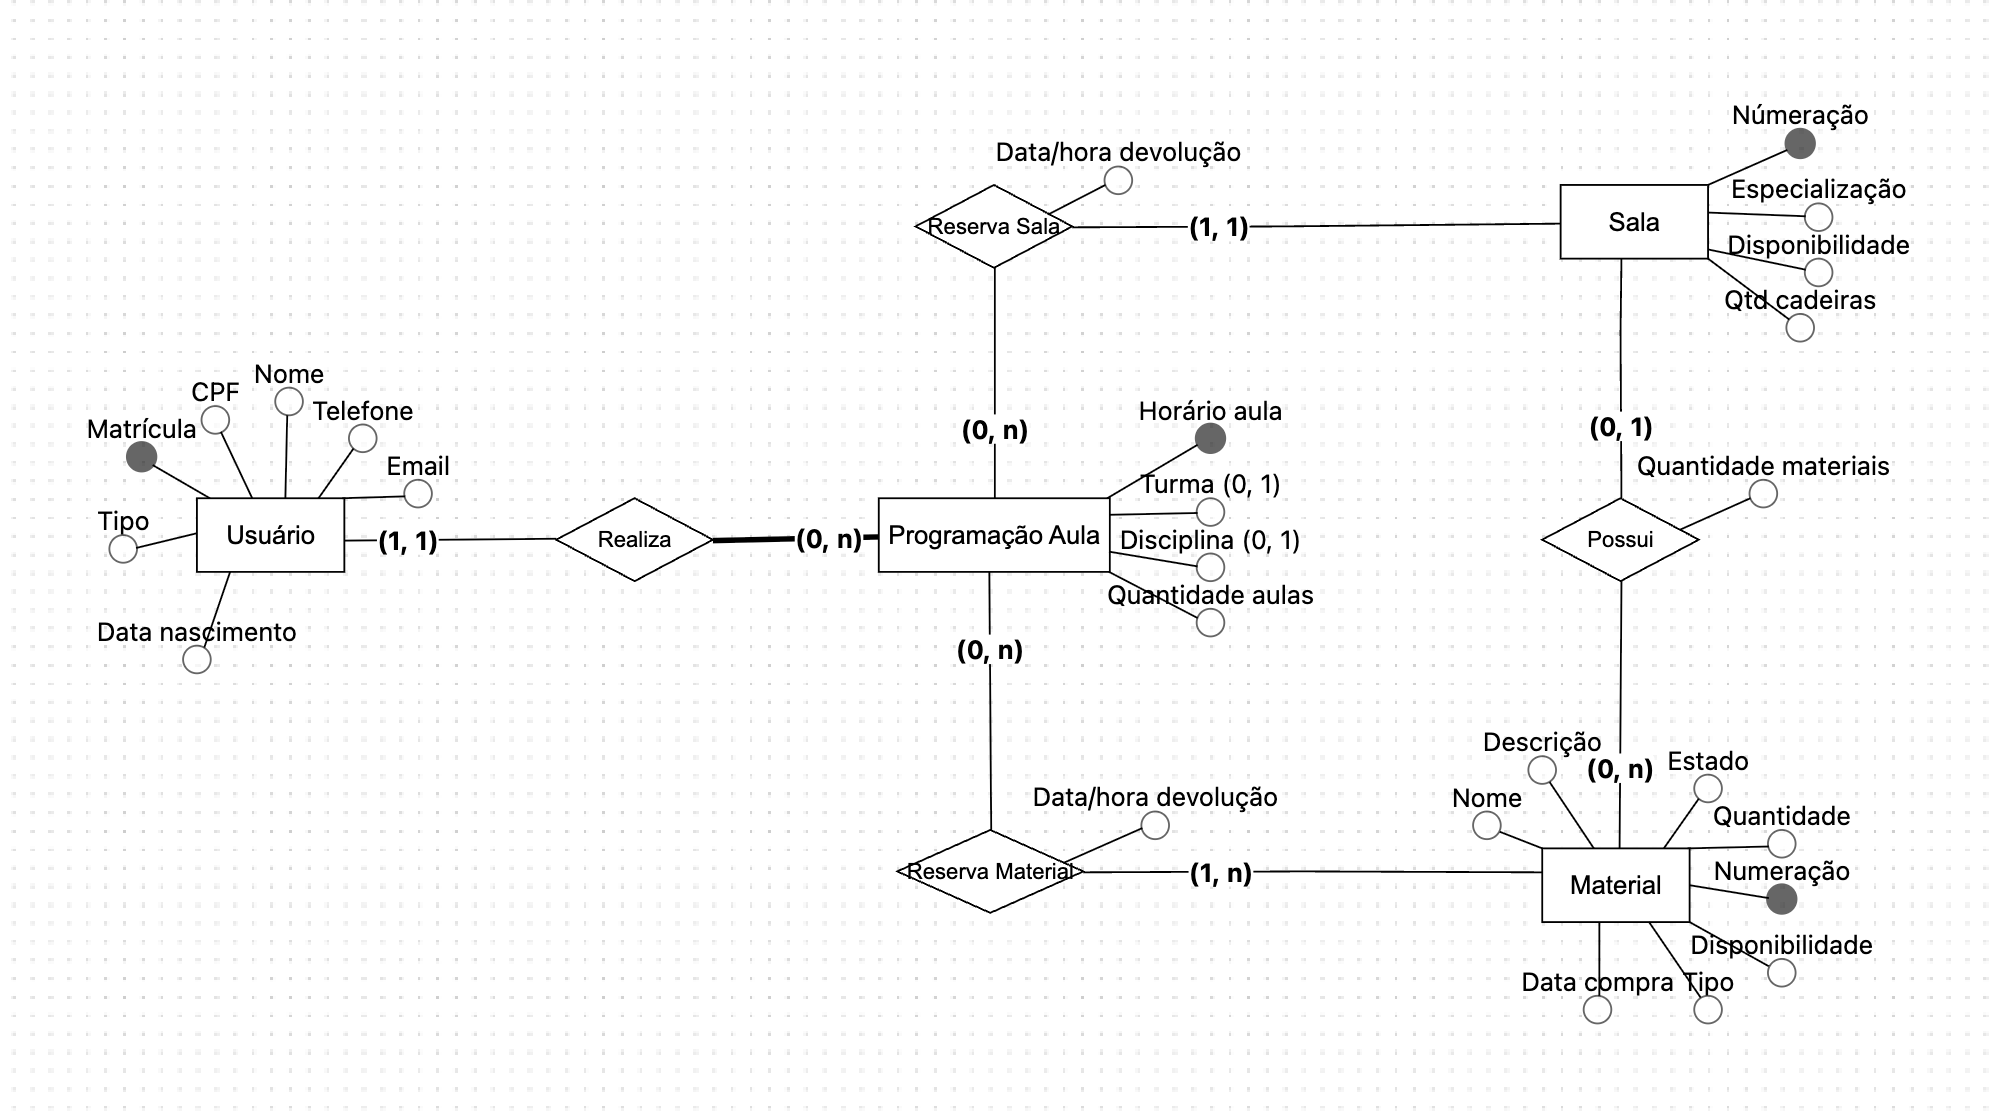 Númeração
Data/hora devolução
Especialização
Reserva Sala
(1, 1)
Sala
Disponibilidade
Qtd cadeiras
Nome
CPF
Telefone
Horário aula
Matrícula
(0, n)
(0, 1)
Email
Quantidade materiais
Turma (0, 1)
Tipo
Usuário
(1, 1)
Realiza
(0, n)
Programação Aula
Disciplina (0, 1)
Possui
Quantidade aulas
Data nascimento
(0, n)
Descrição
(0, n)
Estado
Data/hora devolução
Nome
Quantidade
Reserva Material
(1, n)
Material
Numeração
Disponibilidade
Data compra
Tipo